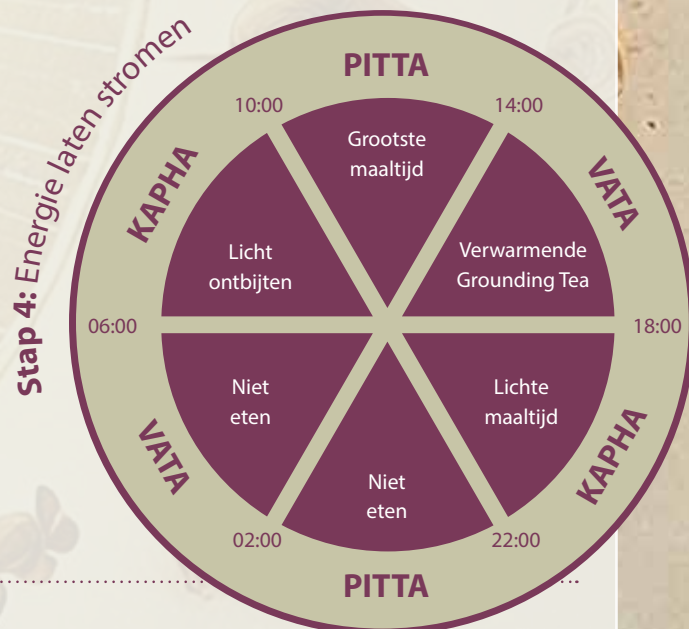 Stap 4: Energie laten stromen
PITTA
10:00
14:00
KAPHA
Grootste
maaltijd
VATA
Licht
ontbijten
Verwarmende
Grounding Tea
06:00
18:00
Niet
eten
Lichte
maaltijd
VATA
Niet
eten
KAPHA
02:00
22:00
PITTA